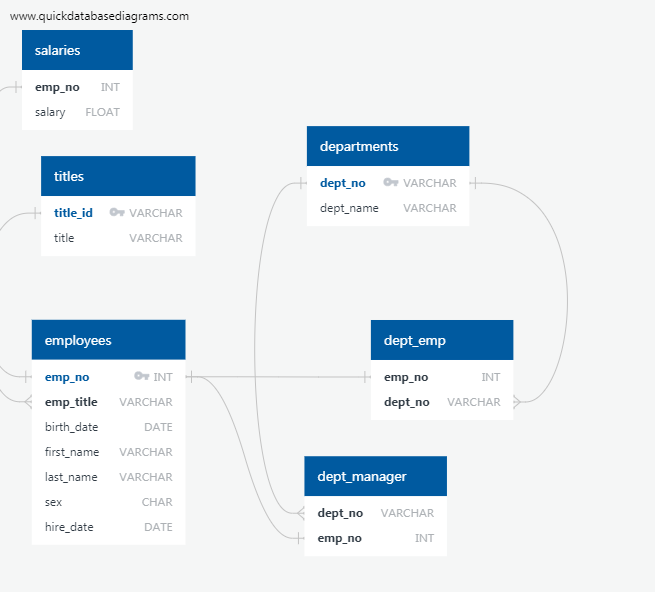 www.quickdatabasediagrams.com
salaries
emp_no INT
salary FLOAT
titles
title_id VARCHAR
title VARCHAR
departments
dept_no VARCHAR
dept_name VARCHAR
employees
emp_no INT
emp_title VARCHAR
birth_date DATE
first_name VARCHAR
last_name VARCHAR
sex CHAR
hire_date DATE
dept_emp
emp_no INT
dept_no VARCHAR
dept_manager
dept_no VARCHAR
emp_no INT